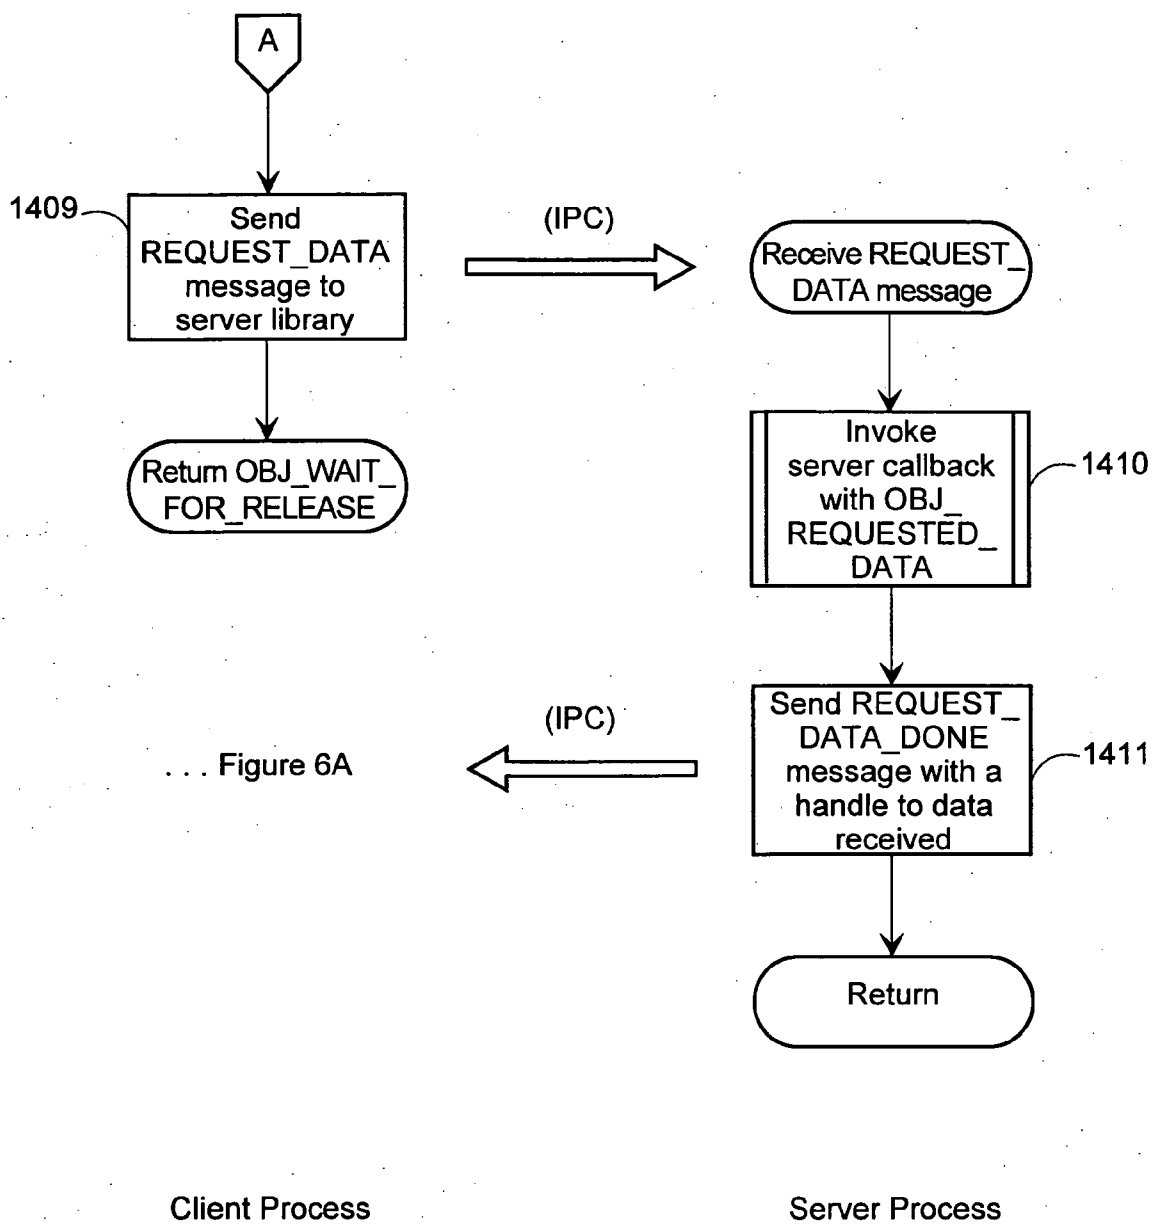 A
1409
Send
REQUEST_DATA
message to
server library
(IPC)
Receive REQUEST_
DATA message
Return OBJ_WAIT_
FOR_RELEASE
Invoke
server callback
with OBJ_
REQUESTED_
DATA
1410
. . . Figure 6A
(IPC)
Send REQUEST_
DATA_DONE
message with a
handle to data
received
1411
Return
Client Process
Server Process